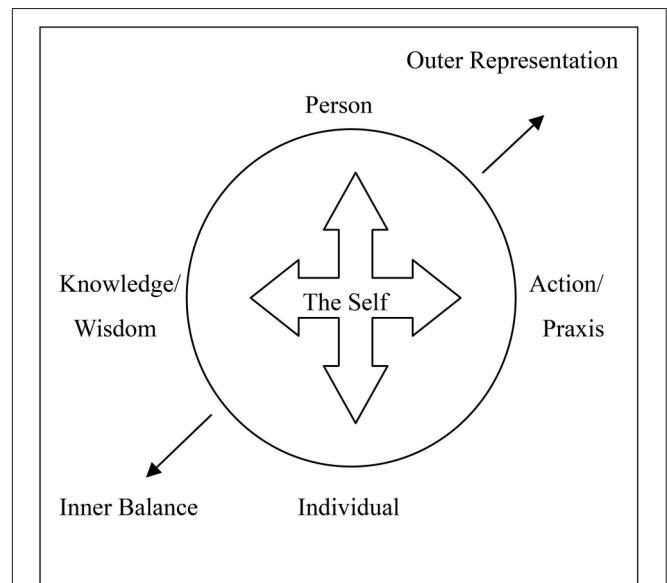 Outer Representation
Person
Knowledge/
Wisdom
The Self
Action/
Praxis
Inner Balance
Individual